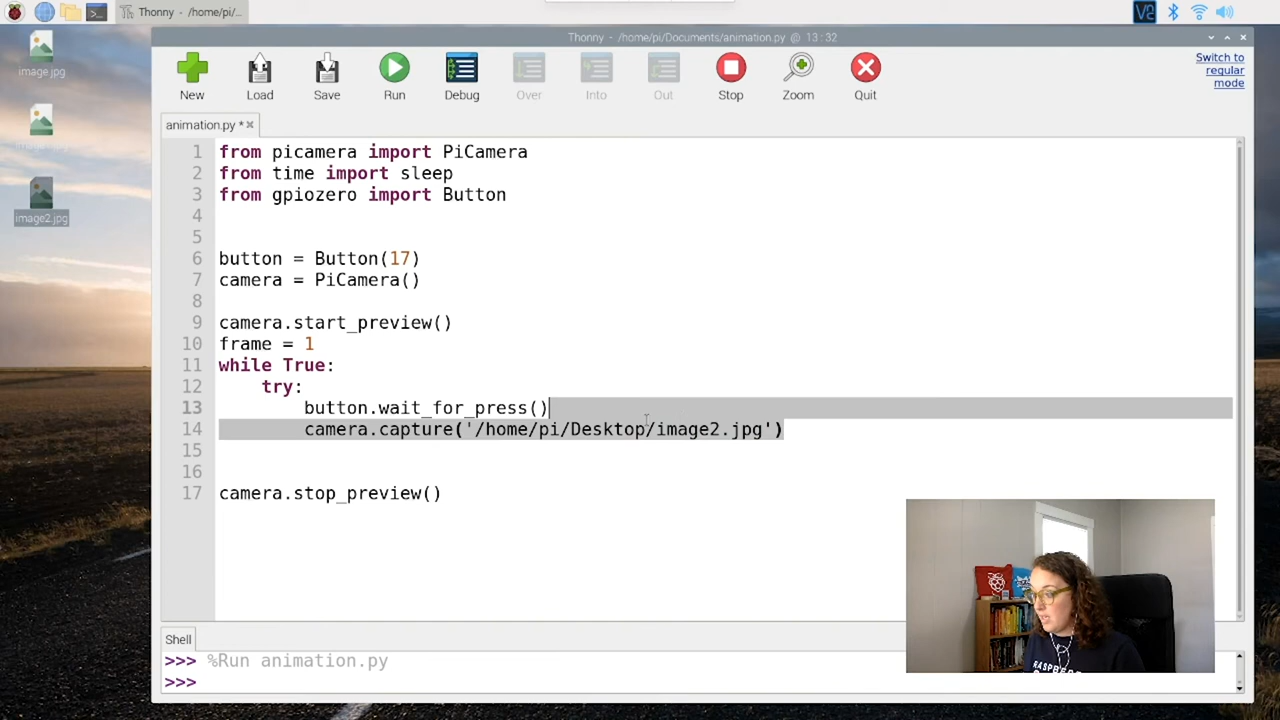 Thonny - /home/pi/...
Thonny - /home/pi/Documents/animation.py @ 13:32
image.jpg
image2.jpg
New
Load
Save
Run
Debug
Over
Into
Out
Stop
Zoom
Quit
Switch to
regular
mode
animation.py *
1 from picamera import PiCamera
2 from time import sleep
3 from gpiozero import Button
4
5
6 button = Button(17)
7 camera = PiCamera()
8
9 camera.start_preview()
10 frame = 1
11 while True:
12 try:
13 button.wait_for_press()
14 camera.capture('/home/pi/Desktop/image2.jpg')
15
16
17 camera.stop_preview()
Shell
>>> %Run animation.py
>>>